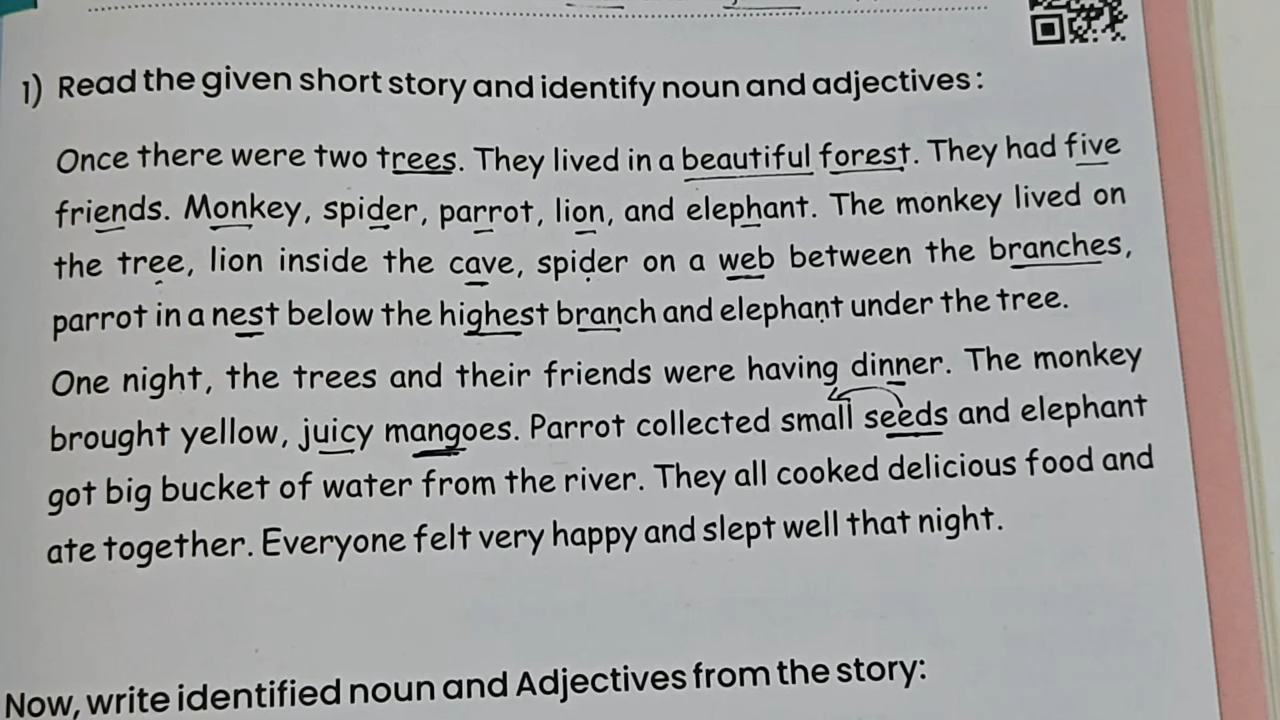 1) Read the given short story and identify noun and adjectives:
Once there were two trees. They lived in a beautiful forest. They had five
friends. Monkey, spider, parrot, lion, and elephant. The monkey lived on
the tree, lion inside the cave, spider on a web between the branches,
parrot in a nest below the highest branch and elephant under the tree.
One night, the trees and their friends were having dinner. The monkey
brought yellow, juicy mangoes. Parrot collected small seeds and elephant
got big bucket of water from the river. They all cooked delicious food and
ate together. Everyone felt very happy and slept well that night.
Now, write identified noun and Adjectives from the story: